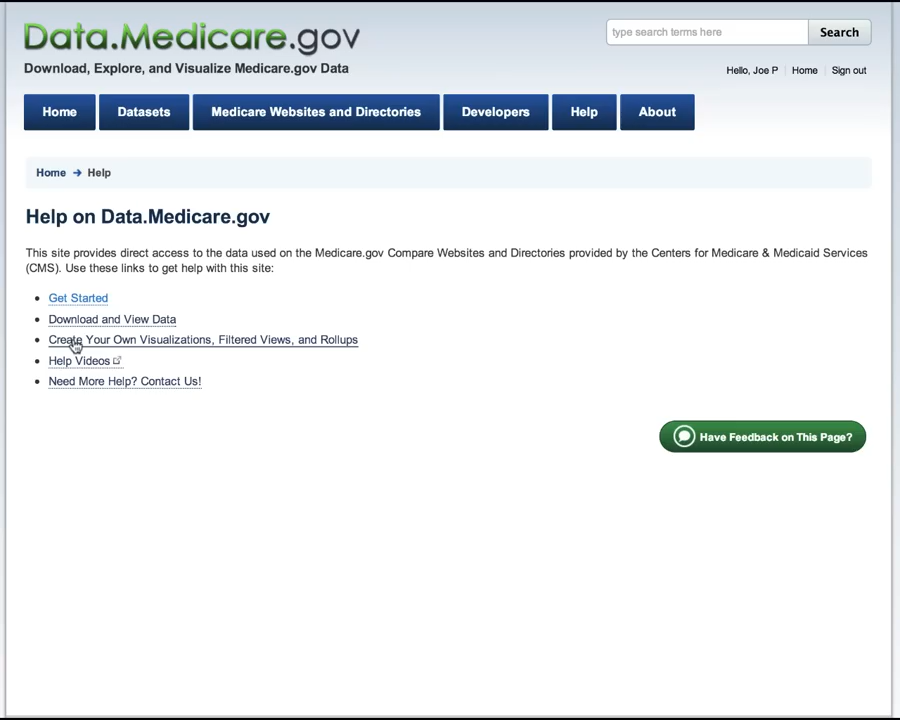 Data.Medicare.gov
Download, Explore, and Visualize Medicare.gov Data
type search terms here
Search
Hello, Joe P
Home
Sign out
Home
Datasets
Medicare Websites and Directories
Developers
Help
About
Home → Help
Help on Data.Medicare.gov
This site provides direct access to the data used on the Medicare.gov Compare Websites and Directories provided by the Centers for Medicare & Medicaid Services
(CMS). Use these links to get help with this site:
• Get Started
• Download and View Data
• Create Your Own Visualizations, Filtered Views, and Rollups
• Help Videos
• Need More Help? Contact Us!
Have Feedback on This Page?